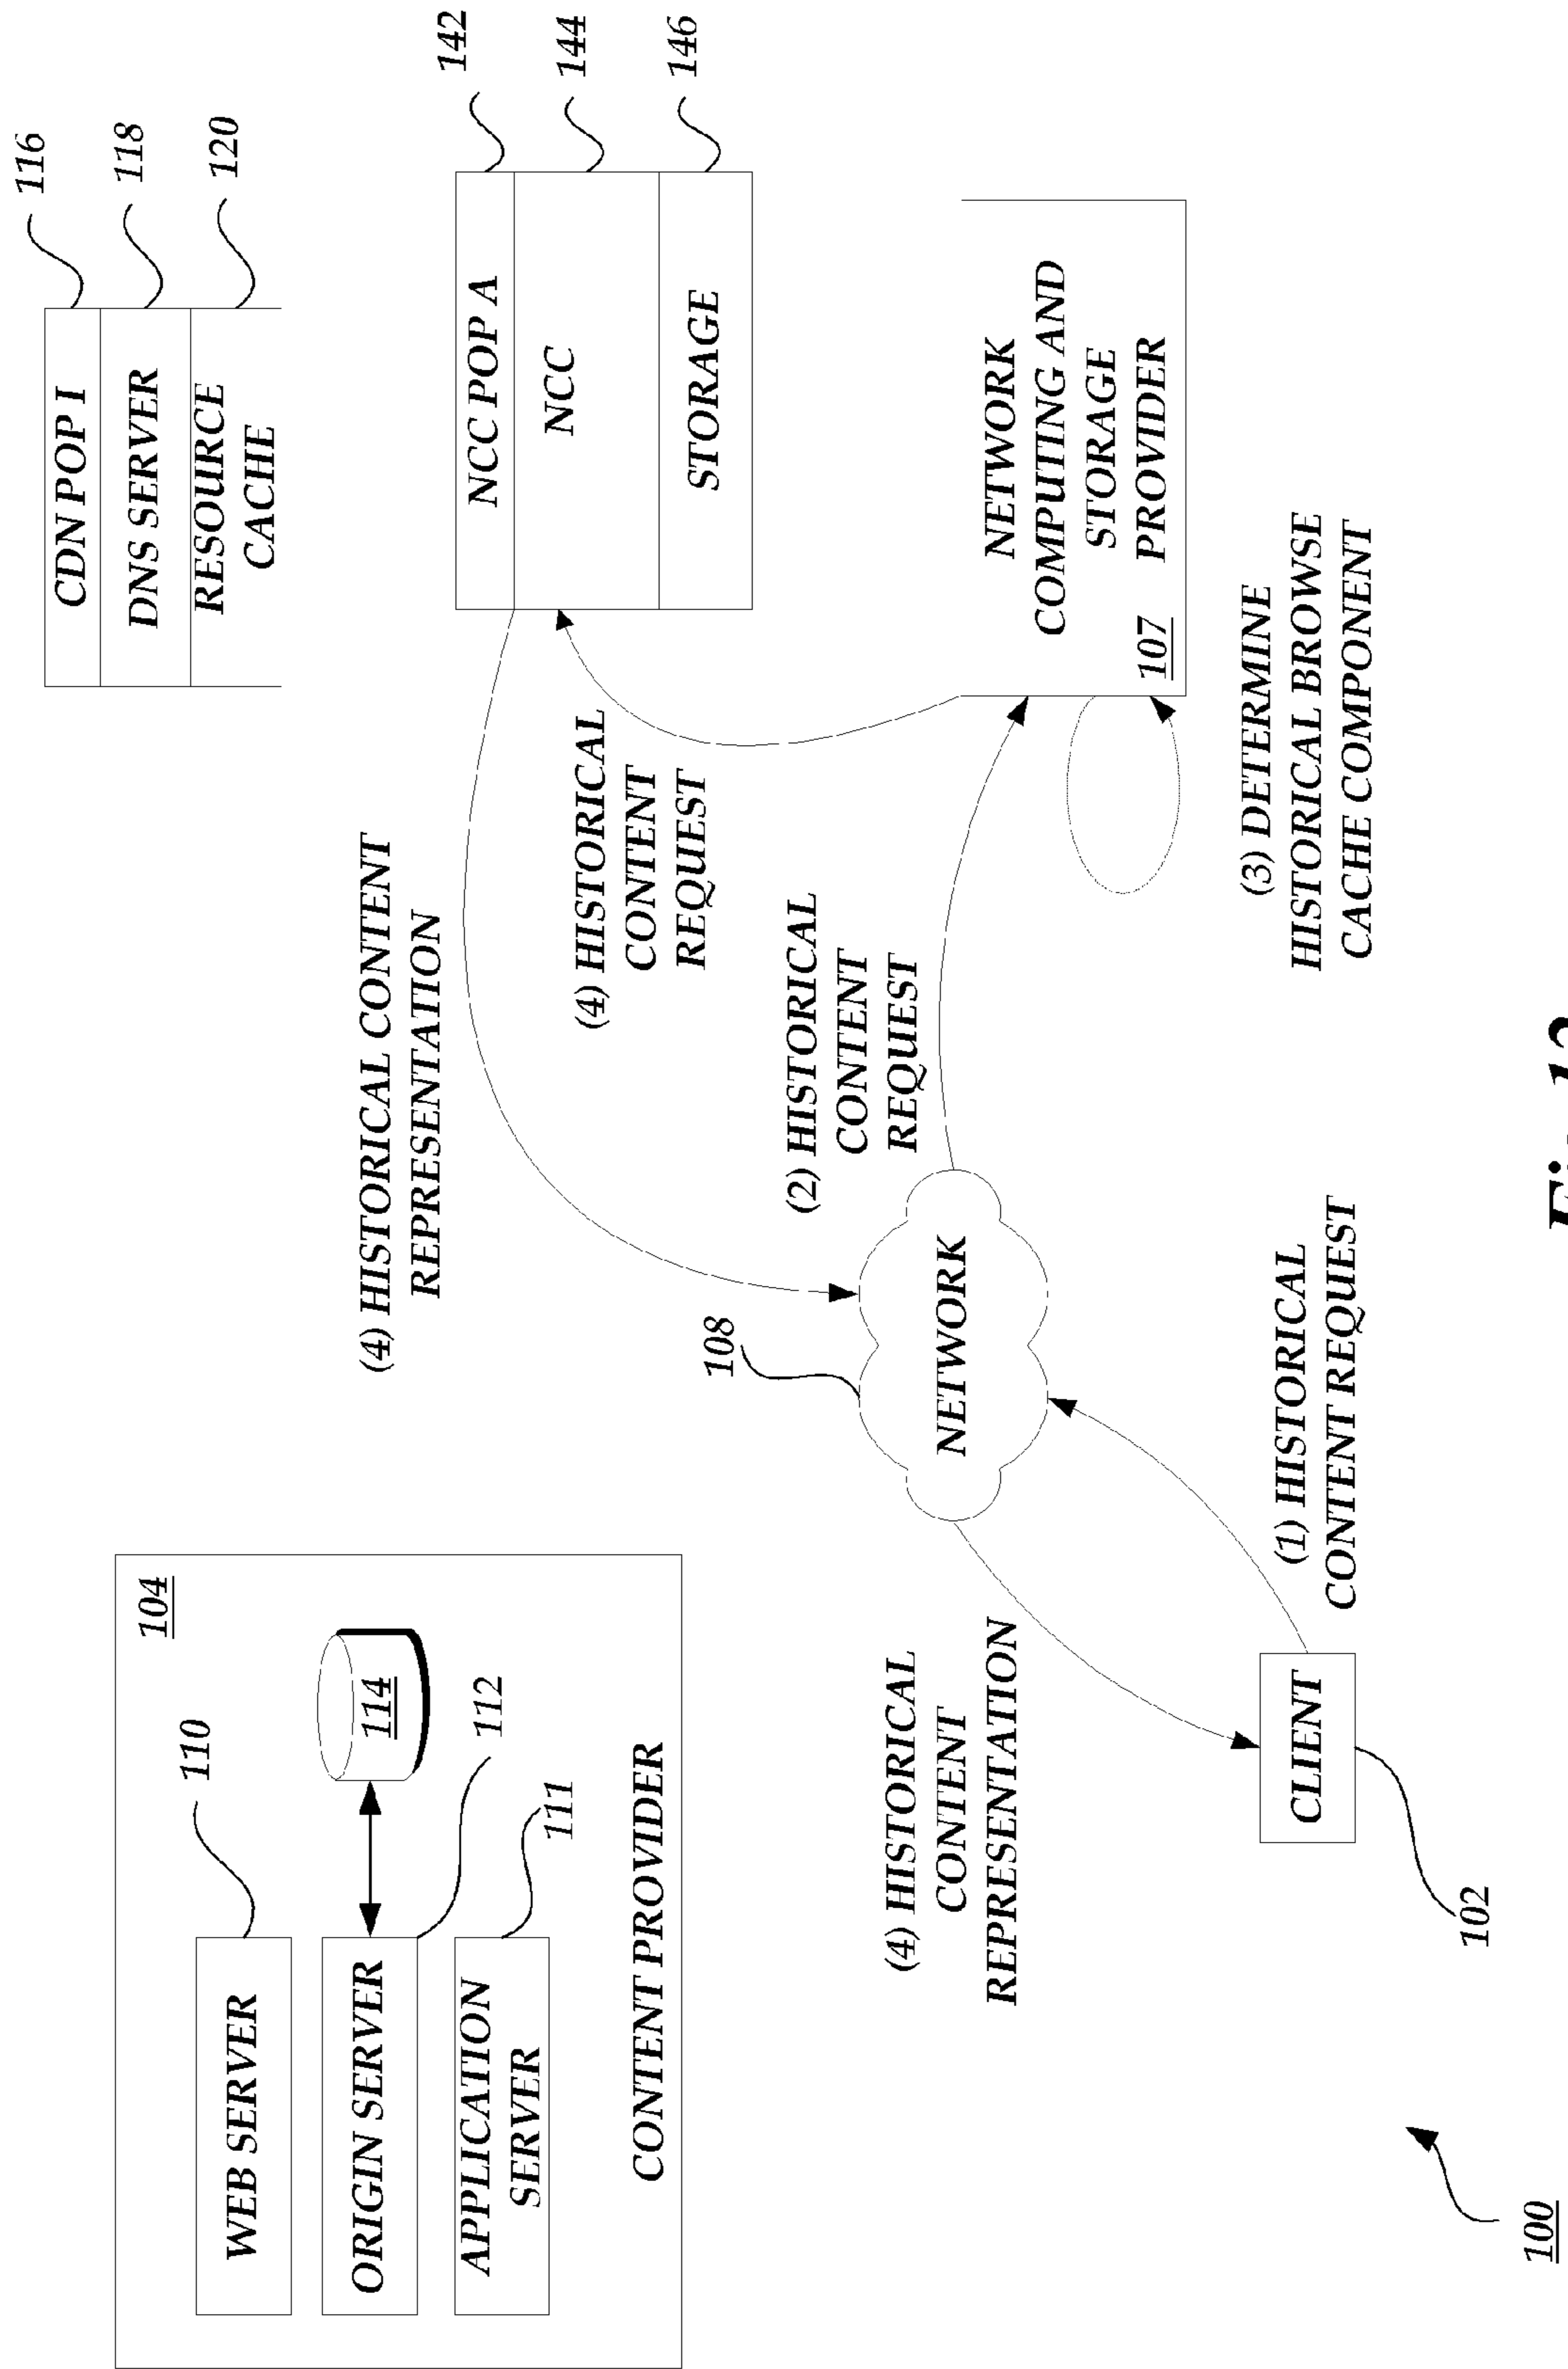 104
WEB SERVER
110
ORIGIN SERVER
114
112
APPLICATION
SERVER
111
CONTENT PROVIDER
CDN POP I
116
DNS SERVER
118
RESOURCE
CACHE
120
(4) HISTORICAL CONTENT
REPRESENTATION
NCC POP A
142
NCC
144
STORAGE
146
(4) HISTORICAL
CONTENT
REQUEST
108
NETWORK
(2) HISTORICAL
CONTENT
REQUEST
NETWORK
COMPUTING AND
STORAGE
PROVIDER
107
(4) HISTORICAL
CONTENT
REPRESENTATION
(3) DETERMINE
HISTORICAL BROWSE
CACHE COMPONENT
(1) HISTORICAL
CONTENT REQUEST
CLIENT
102
100